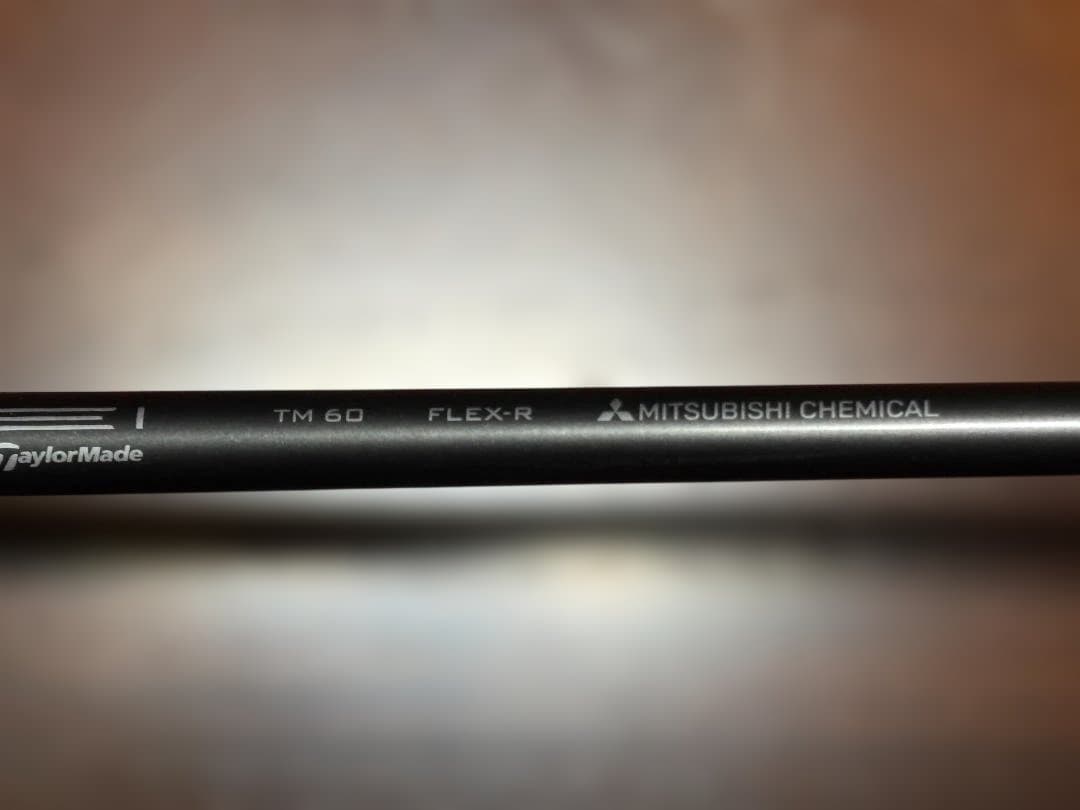 TM 60 FLEX-R MITSUBISHI CHEMICAL
TaylorMade